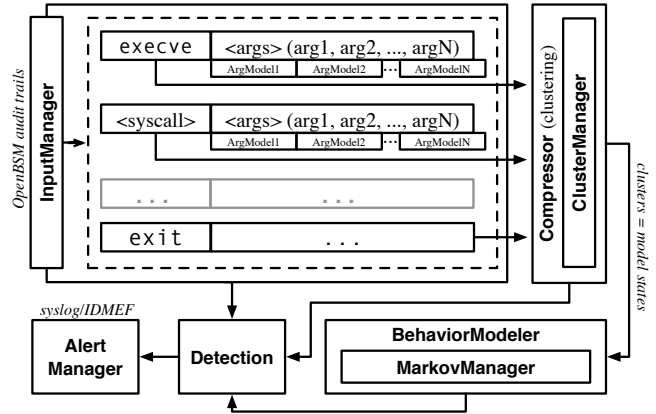 OpenBSM audit trails
InputManager
execve
<args> (arg1, arg2, ..., argN)
ArgModel1 ArgModel2 ... ArgModelN
<syscall>
<args> (arg1, arg2, ..., argN)
ArgModel1 ArgModel2 ... ArgModelN
... ...
exit ...
Compressor (clustering)
ClusterManager
clusters = model states
syslog/IDMEF
Alert
Manager
Detection
BehaviorModeler
MarkovManager